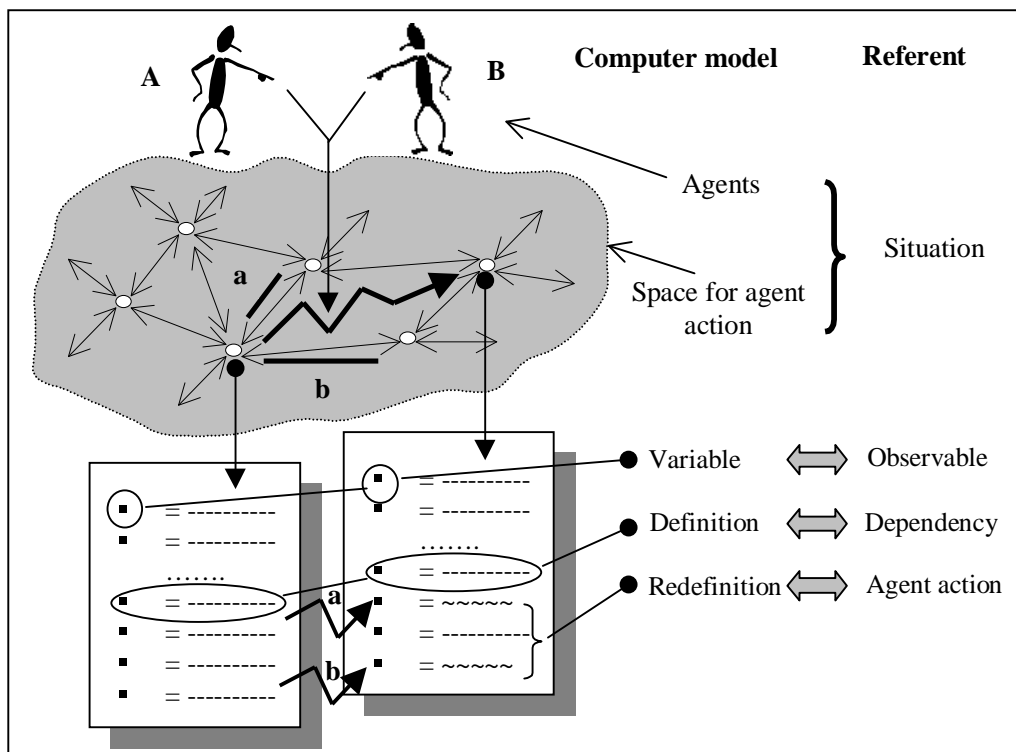 A
B
Computer model
Referent
Agents
Situation
Space for agent
action
a
b
Variable
Observable
Definition
Dependency
Redefinition
Agent action
= ---------
= ---------
.......
= ---------
= ---------
= ---------
= ---------
= ---------
= ---------
.......
= ---------
= ~~~~~
= ---------
= ~~~~~
a
b